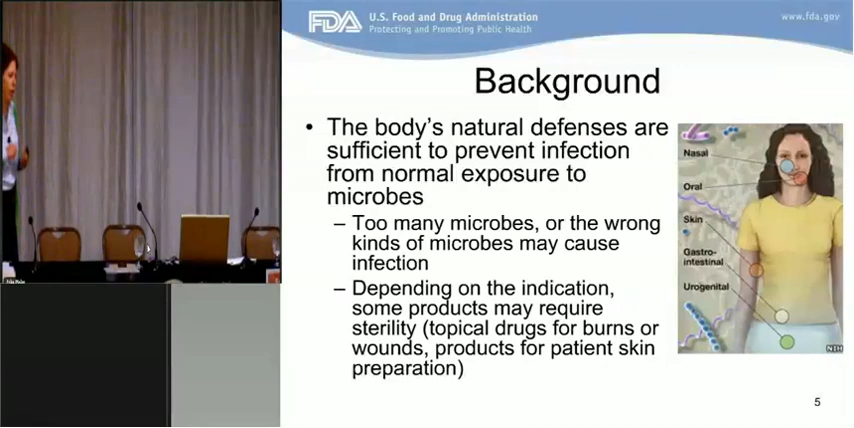 FDA U.S. Food and Drug Administration
Protecting and Promoting Public Health
www.fda.gov
Background
• The body's natural defenses are
sufficient to prevent infection
from normal exposure to
microbes
– Too many microbes, or the wrong
kinds of microbes may cause
infection
– Depending on the indication,
some products may require
sterility (topical drugs for burns or
wounds, products for patient skin
preparation)
Nasal
Oral
Skin
Gastro-
intestinal
Urogenital
NIH
5